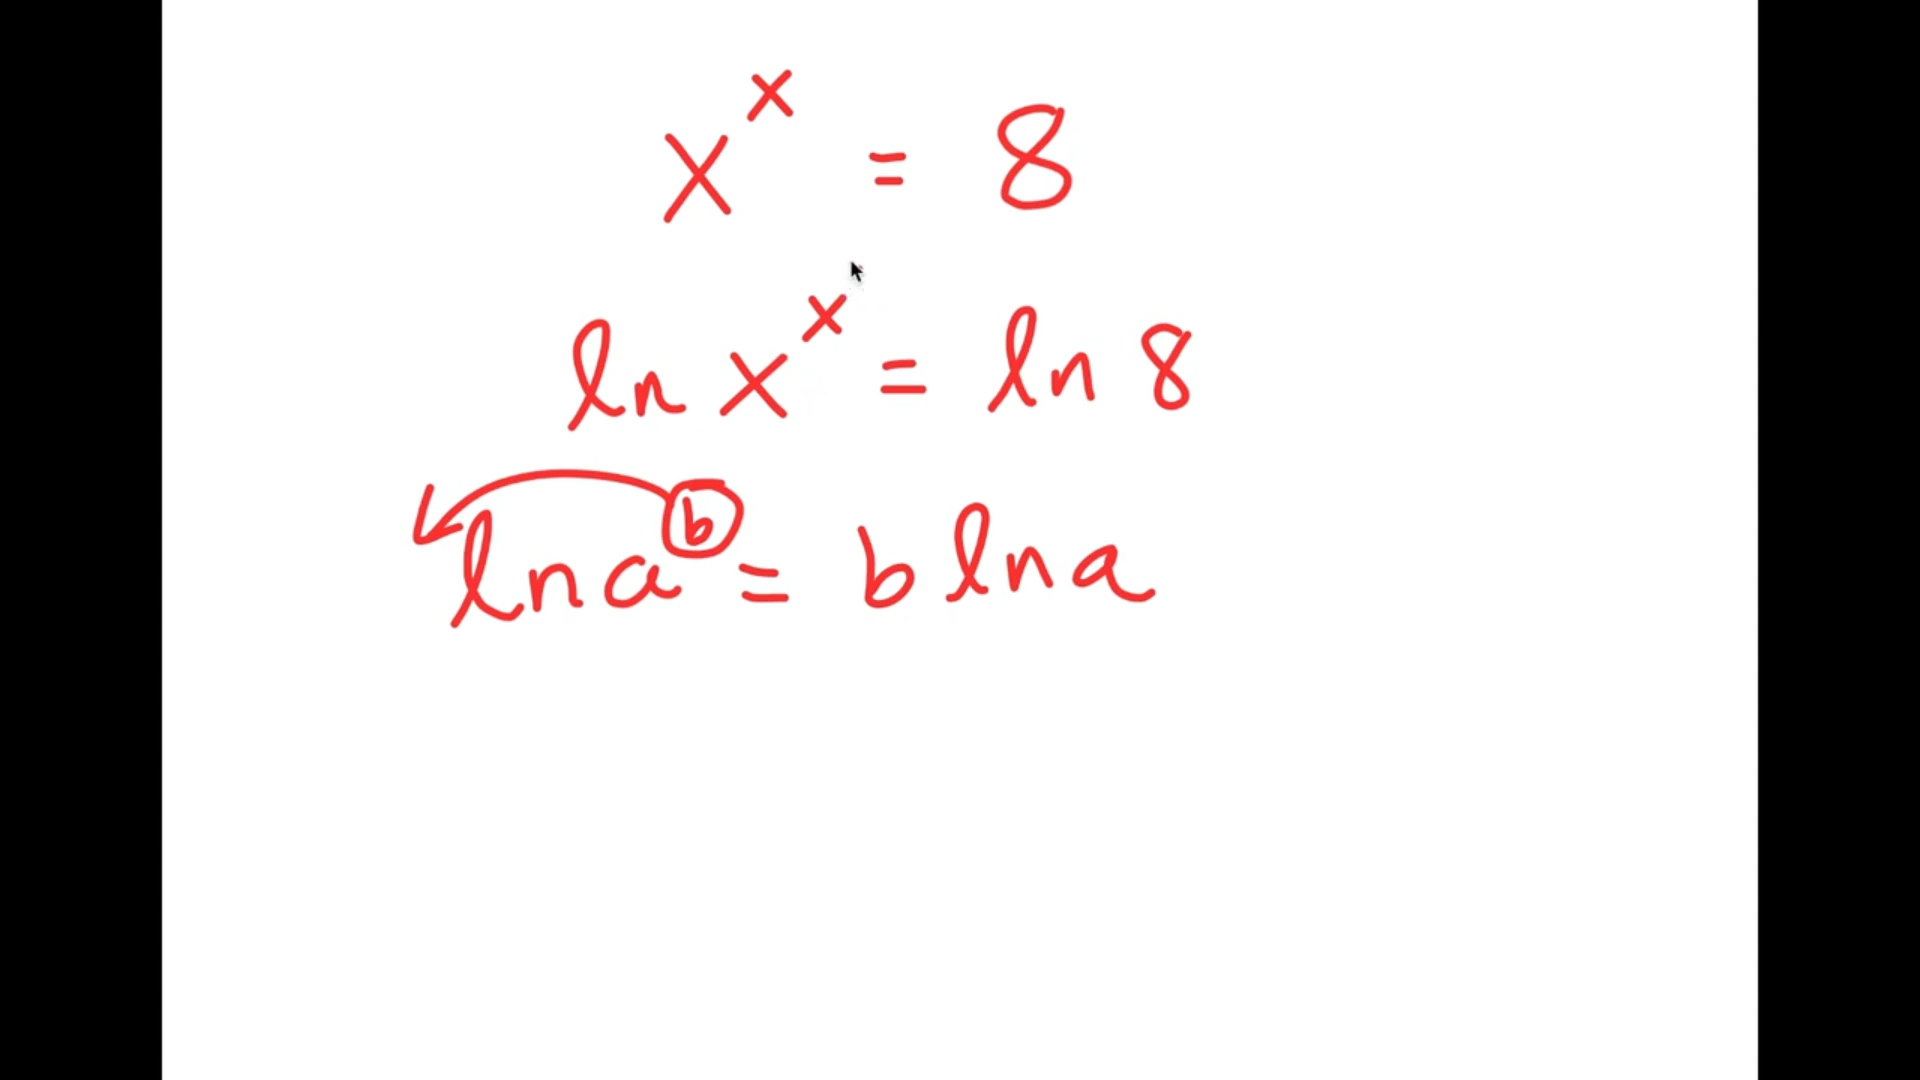 x^x = 8
ln x^x = ln 8
ln a^b = b ln a